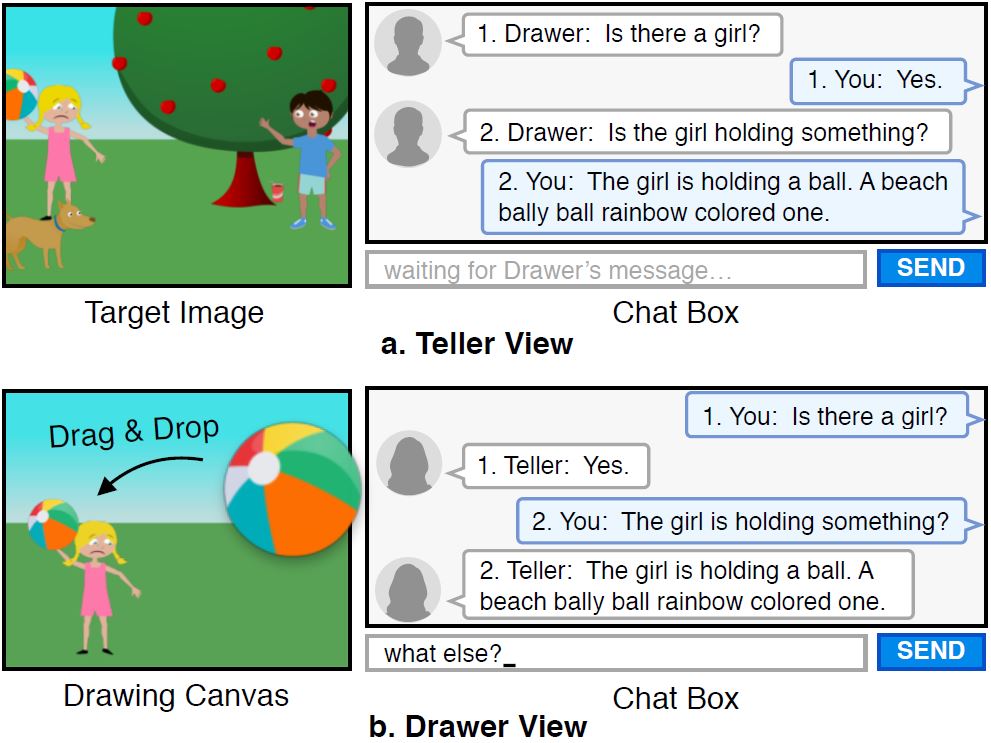 1. Drawer: Is there a girl?
1. You: Yes.
2. Drawer: Is the girl holding something?
2. You: The girl is holding a ball. A beach
bally ball rainbow colored one.
waiting for Drawer's message...
SEND
Target Image
Chat Box
a. Teller View
Drag & Drop
1. You: Is there a girl?
1. Teller: Yes.
2. You: The girl is holding something?
2. Teller: The girl is holding a ball. A
beach bally ball rainbow colored one.
what else?_
SEND
Drawing Canvas
Chat Box
b. Drawer View